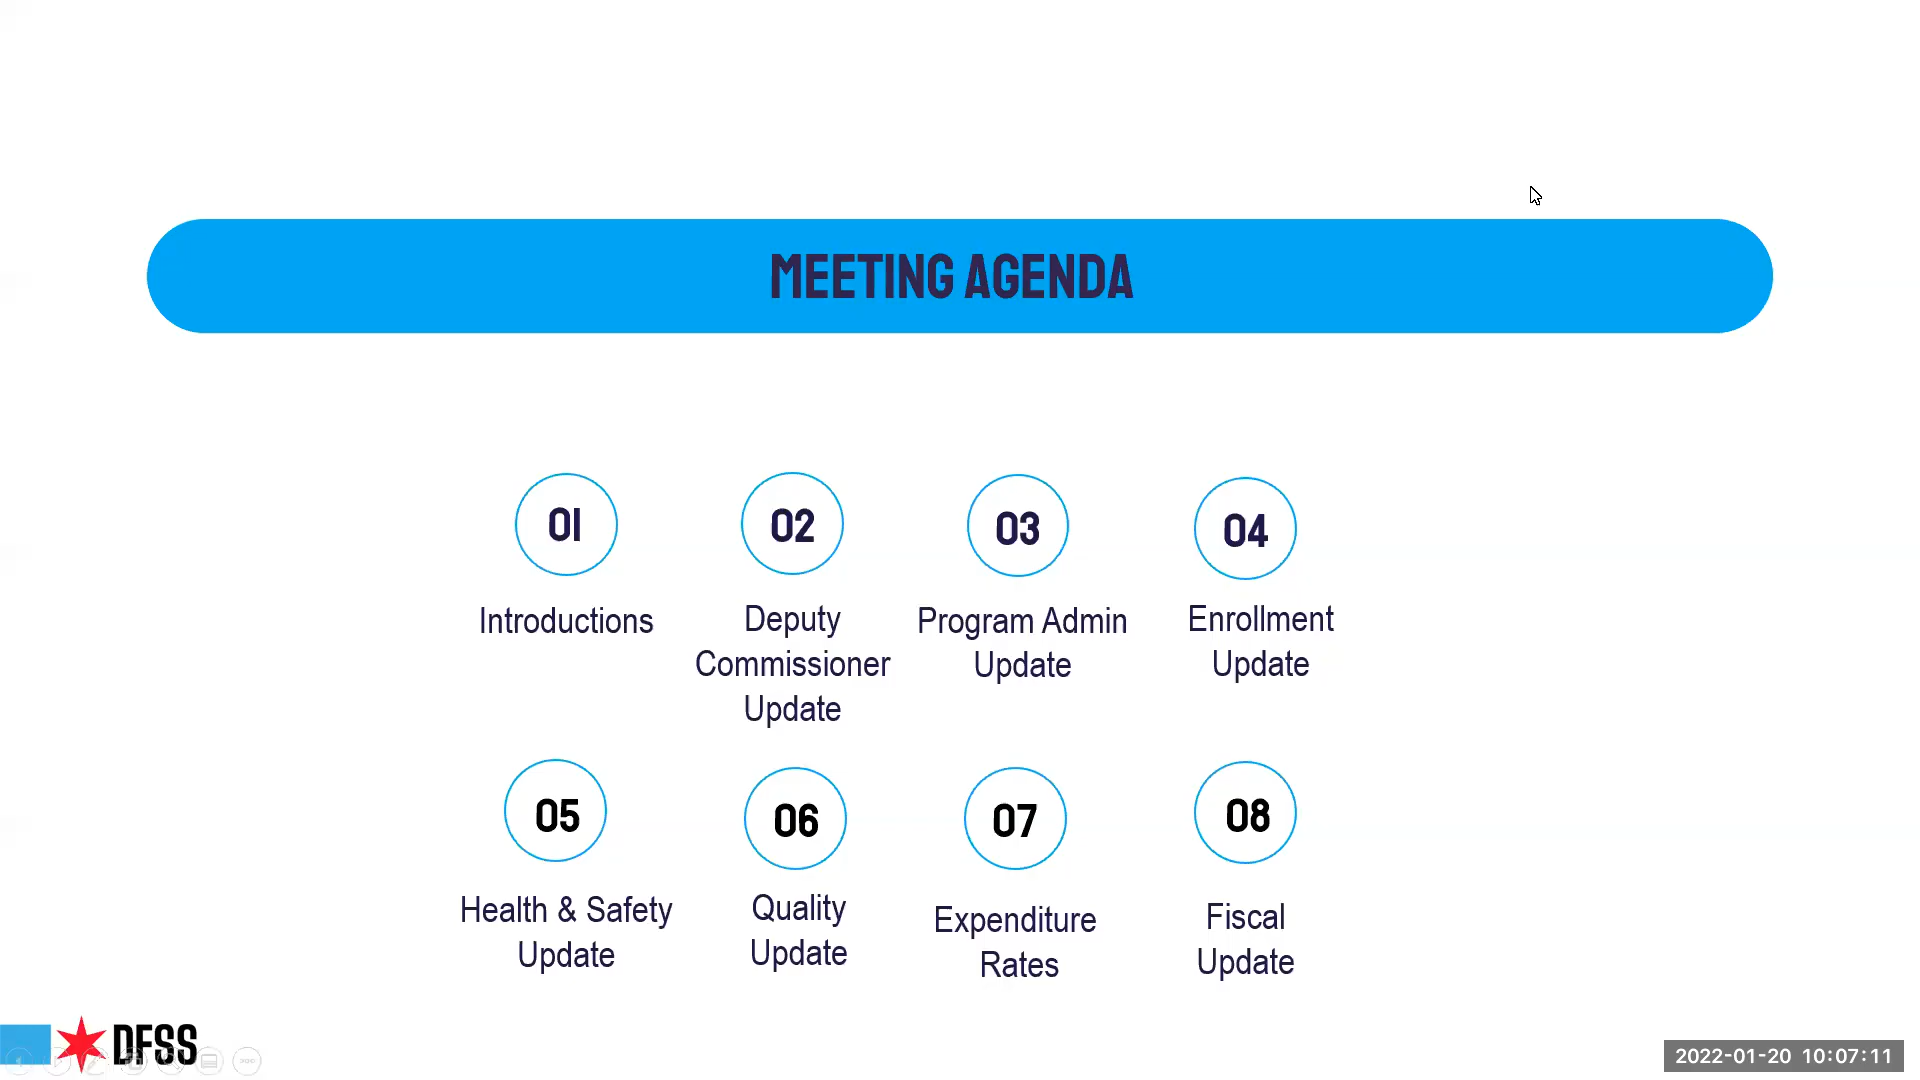 MEETING AGENDA
01
Introductions
02
Deputy
Commissioner
Update
03
Program Admin
Update
04
Enrollment
Update
05
Health & Safety
Update
06
Quality
Update
07
Expenditure
Rates
08
Fiscal
Update
DFSS
2022-01-20 10:07:11